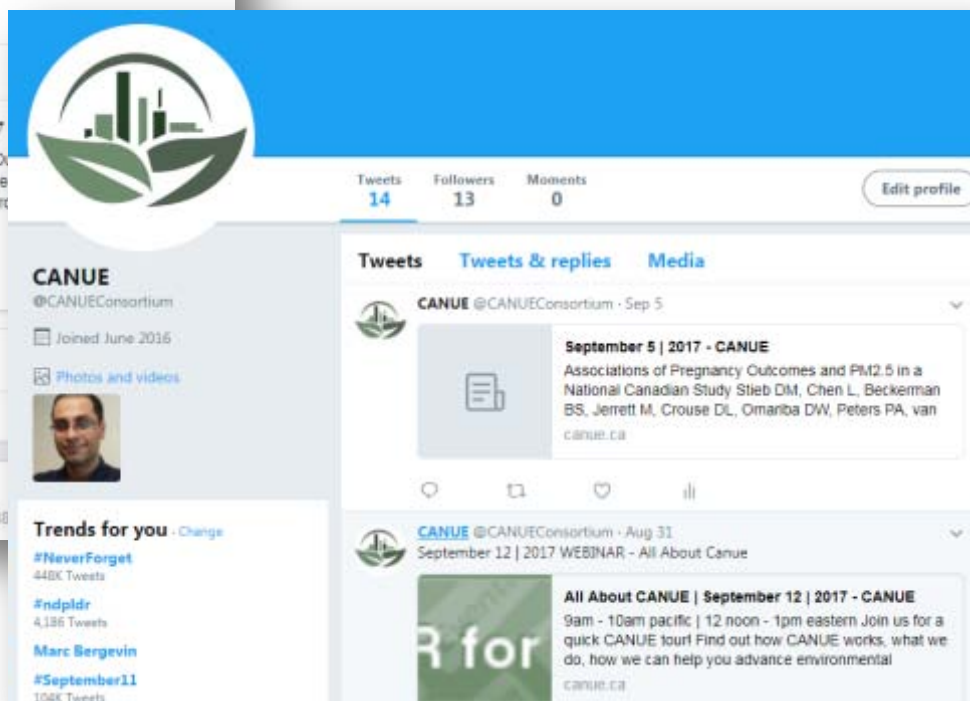 Tweets Followers Moments
14 13 0
Edit profile
CANUE
@CANUEConsortium
Joined June 2016
Photos and videos
Trends for you · Change
#NeverForget
448K Tweets
#ndpldr
4,186 Tweets
Marc Bergevin
#September11
104K Tweets
Tweets Tweets & replies Media
CANUE @CANUEConsortium · Sep 5
September 5 | 2017 - CANUE
Associations of Pregnancy Outcomes and PM2.5 in a
National Canadian Study Stieb DM, Chen L, Beckerman
BS, Jerrett M, Crouse DL, Omariba DW, Peters PA, van
canue.ca
CANUE @CANUEConsortium · Aug 31
September 12 | 2017 WEBINAR - All About Canue
R for
All About CANUE | September 12 | 2017 - CANUE
9am - 10am pacific | 12 noon - 1pm eastern Join us for a
quick CANUE tour! Find out how CANUE works, what we
do, how we can help you advance environmental
canue.ca